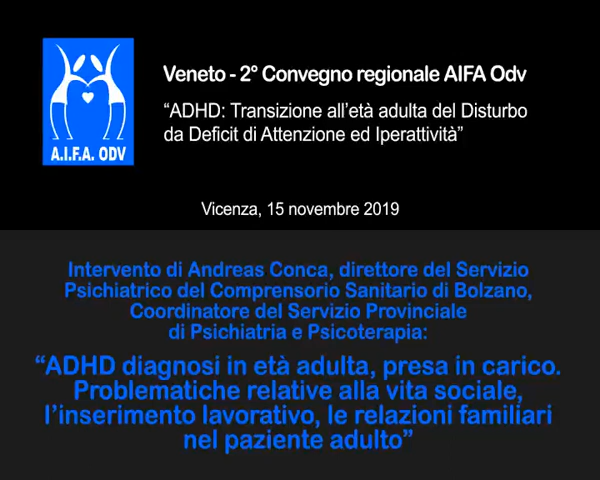 A.I.F.A. ODV
Veneto - 2° Convegno regionale AIFA Odv
“ADHD: Transizione all’età adulta del Disturbo
da Deficit di Attenzione ed Iperattività”
Vicenza, 15 novembre 2019
Intervento di Andreas Conca, direttore del Servizio
Psichiatrico del Comprensorio Sanitario di Bolzano,
Coordinatore del Servizio Provinciale
di Psichiatria e Psicoterapia:
“ADHD diagnosi in età adulta, presa in carico.
Problematiche relative alla vita sociale,
l’inserimento lavorativo, le relazioni familiari
nel paziente adulto”